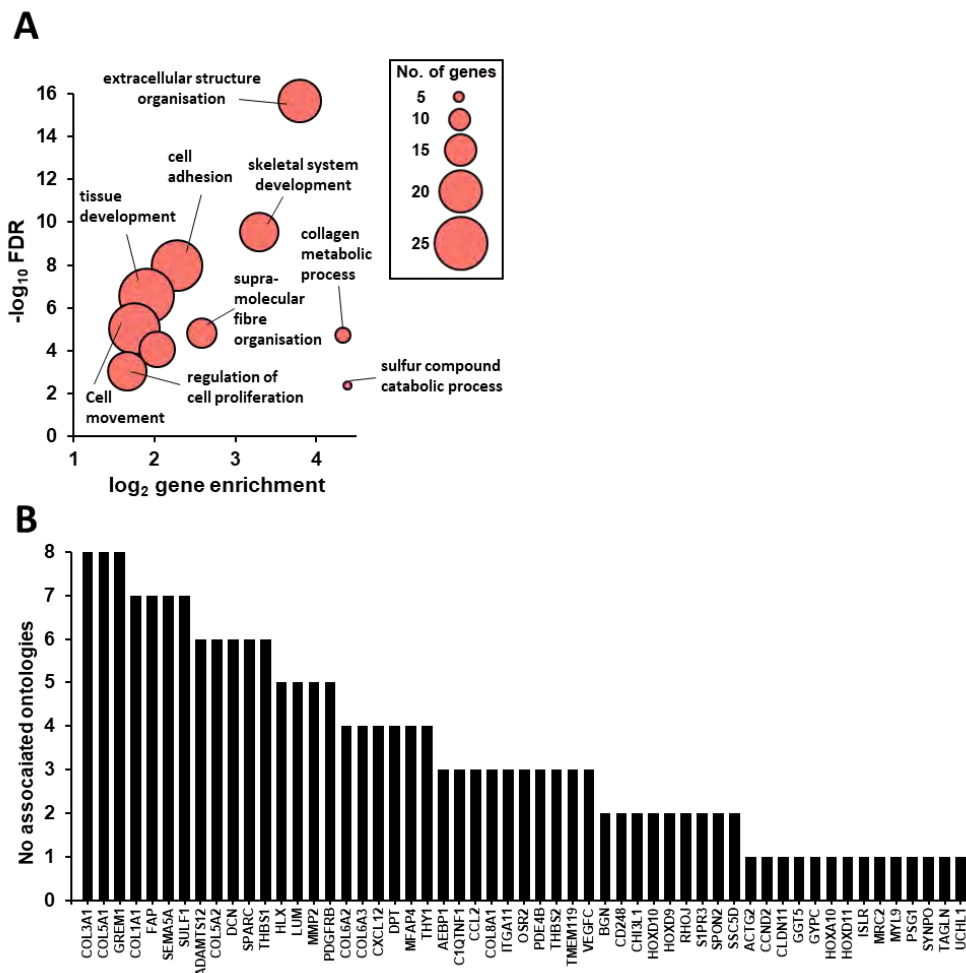 A
extracellular structure
organisation
cell
adhesion
skeletal system
development
tissue
development
collagen
metabolic
process
supra-
molecular
fibre
organisation
sulfur compound
catabolic process
regulation of
cell proliferation
Cell
movement
No. of genes
5
10
15
20
25
-log10 FDR
16
14
12
10
8
6
4
2
0
1
2
3
4
log2 gene enrichment
B
No assocaiated ontologies
8
7
6
5
4
3
2
1
0
COL3A1
COL5A1
GREM1
COL1A1
FAP
SEMA5A
SULF1
ADAMTS12
COL5A2
DCN
SPARC
THBS1
HLX
LUM
MMP2
PDGFRB
COL6A2
COL6A3
CXCL12
DPT
MFAP4
THY1
AEBP1
C1QTNF1
CCL2
COL8A1
ITGA11
OSR2
PDE4B
THBS2
TMEM119
VEGFC
BGN
CD248
CHI3L1
HOXD10
HOXD9
RHOJ
S1PR3
SPON2
SSC5D
ACTG2
CCND2
CLDN11
GGT5
GYPC
HOXA10
HOXD11
ISLR
MRC2
MYL9
PSG1
SYNPO
TAGLN
UCHL1